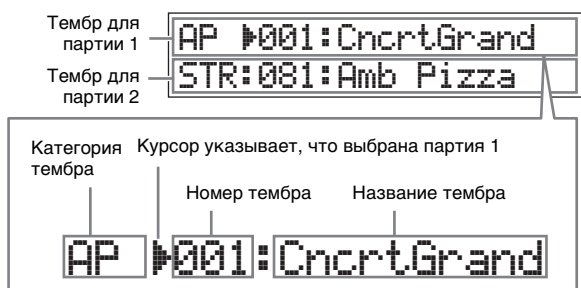 Тембр для
партии 1
AP ▶001:CncrtGrand
Тембр для
партии 2
STR:081:Amb Pizza
Категория
тембра
Курсор указывает, что выбрана партия 1
Номер тембра
Название тембра
AP ▶001:CncrtGrand